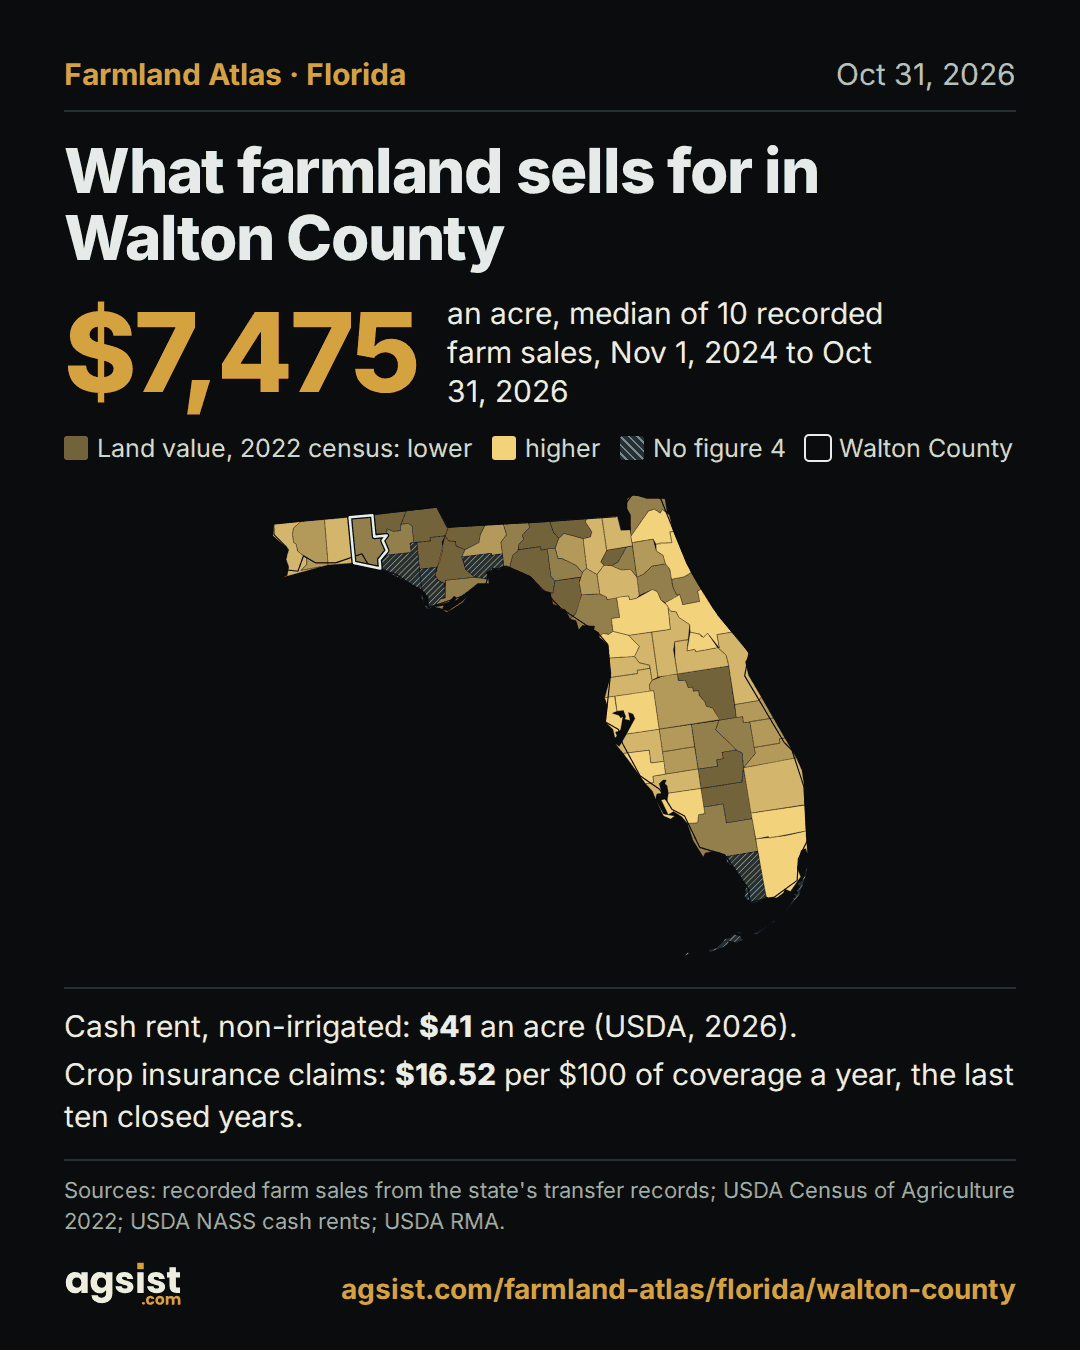 Farmland Atlas · Florida
Oct 31, 2026
What farmland sells for in
Walton County
$7,475
an acre, median of 10 recorded
farm sales, Nov 1, 2024 to Oct
31, 2026
Land value, 2022 census: lower
higher
No figure 4
Walton County
Cash rent, non-irrigated: $41 an acre (USDA, 2026).
Crop insurance claims: $16.52 per $100 of coverage a year, the last
ten closed years.
Sources: recorded farm sales from the state's transfer records; USDA Census of Agriculture
2022; USDA NASS cash rents; USDA RMA.
agsist
.com
agsist.com/farmland-atlas/florida/walton-county